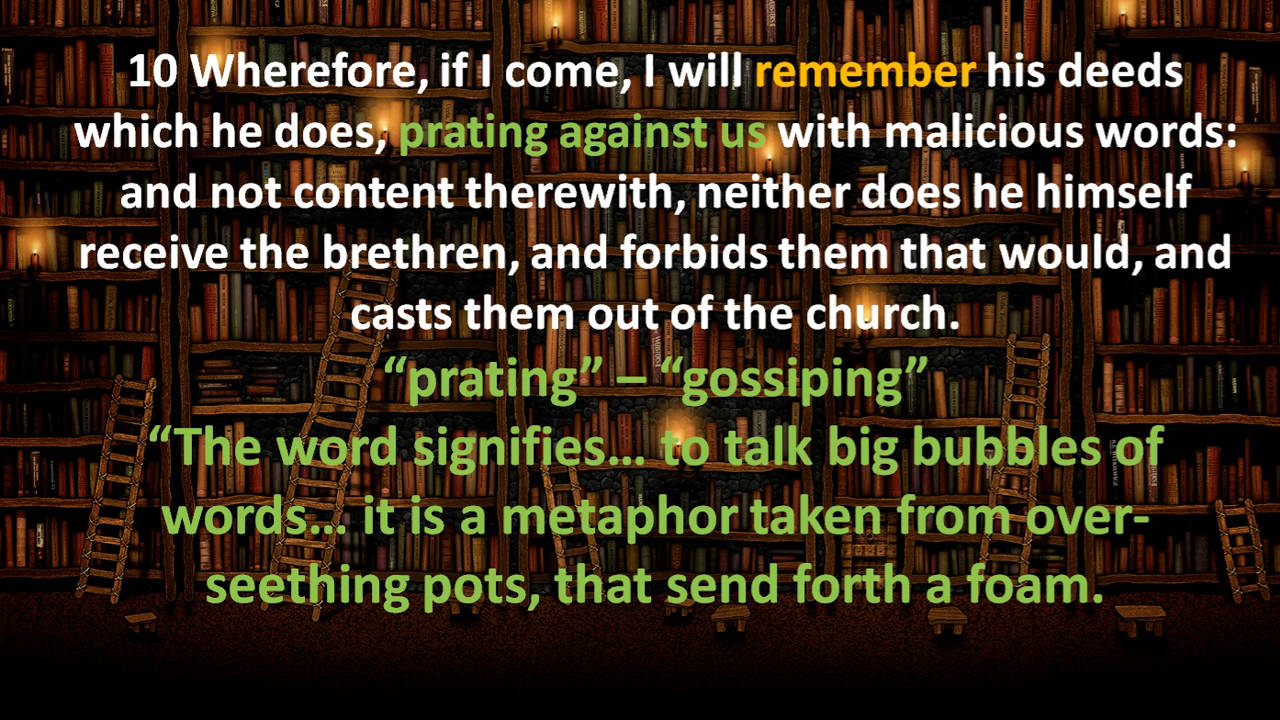 10 Wherefore, if I come, I will remember his deeds
which he does, prating against us with malicious words:
and not content therewith, neither does he himself
receive the brethren, and forbids them that would, and
casts them out of the church.
“prating” – “gossiping”
“The word signifies... to talk big bubbles of
words... it is a metaphor taken from over-
seething pots, that send forth a foam.